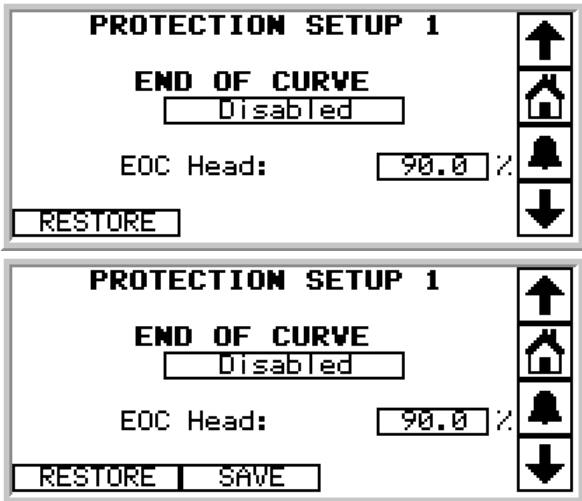 PROTECTION SETUP 1
END OF CURVE
Disabled
EOC Head: 90.0 %
RESTORE
PROTECTION SETUP 1
END OF CURVE
Disabled
EOC Head: 90.0 %
RESTORE SAVE